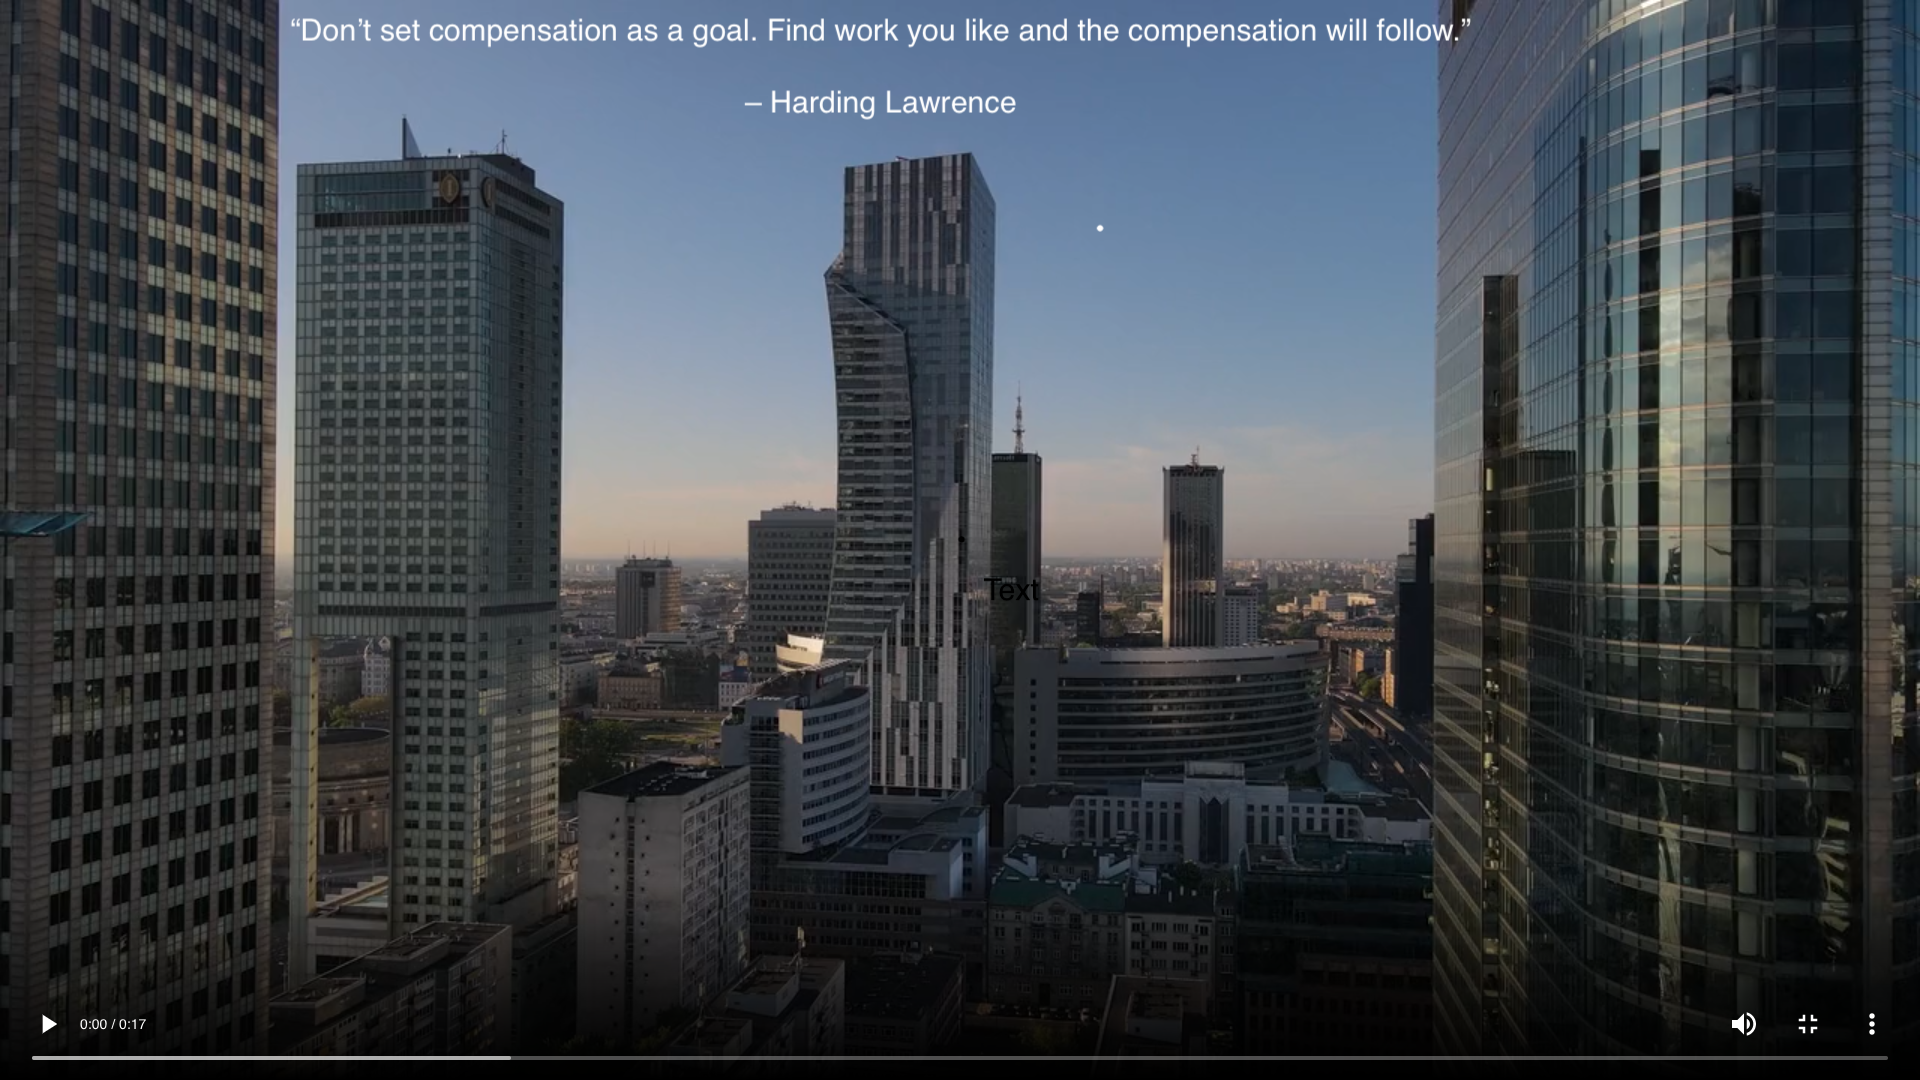 “Don’t set compensation as a goal. Find work you like and the compensation will follow.”
– Harding Lawrence
Text
0:00 / 0:17